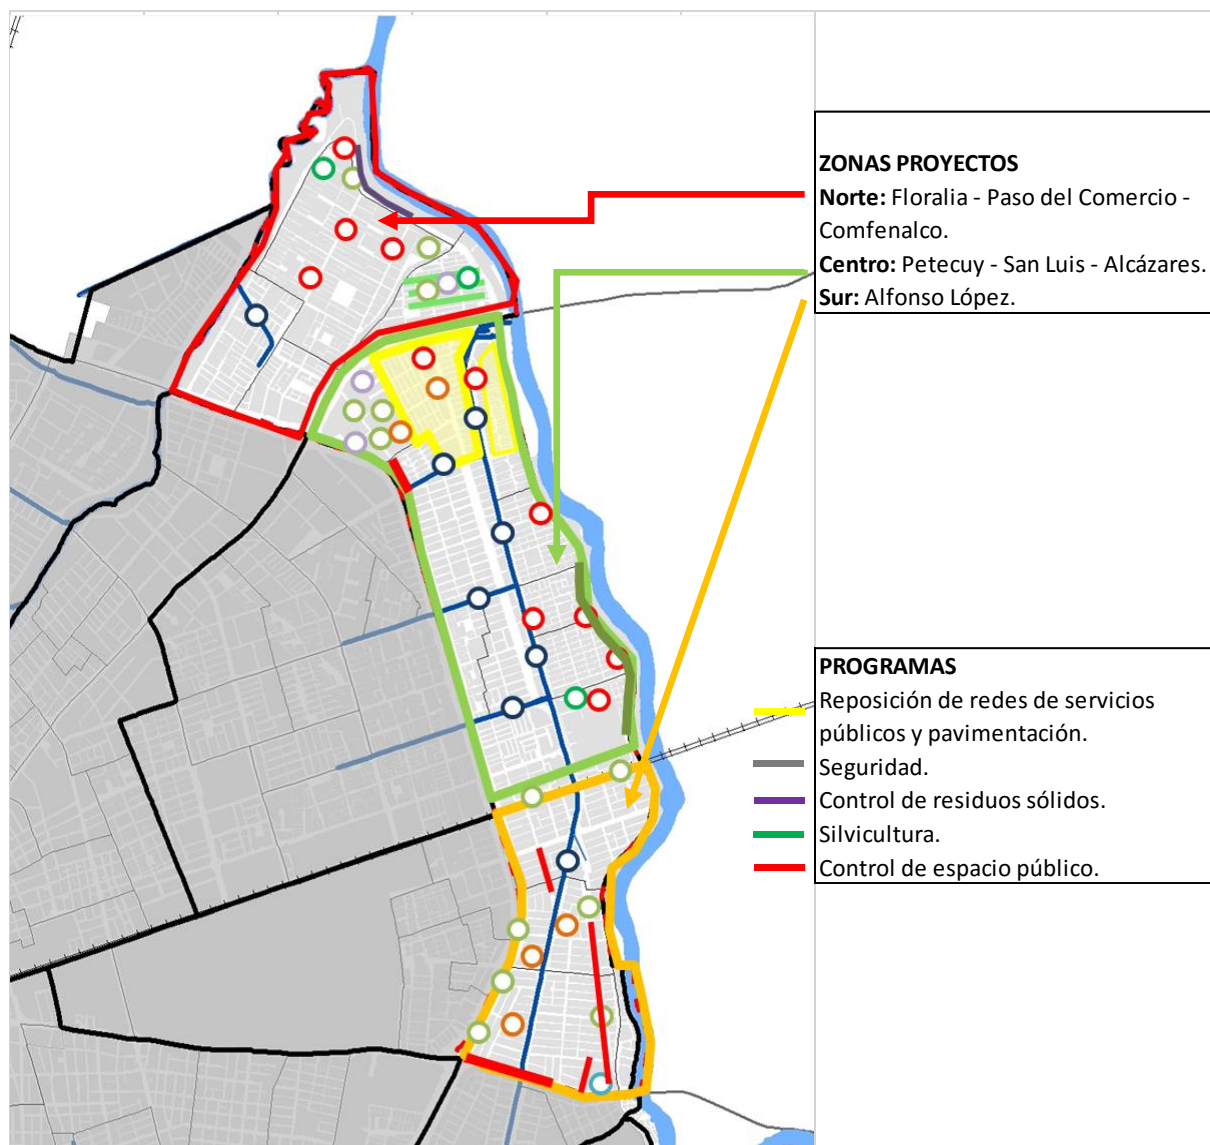 ZONAS PROYECTOS
Norte: Floralia - Paso del Comercio -
Comfenalco.
Centro: Petecuy - San Luis - Alcázares.
Sur: Alfonso López.
PROGRAMAS
Reposición de redes de servicios
públicos y pavimentación.
Seguridad.
Control de residuos sólidos.
Silvicultura.
Control de espacio público.